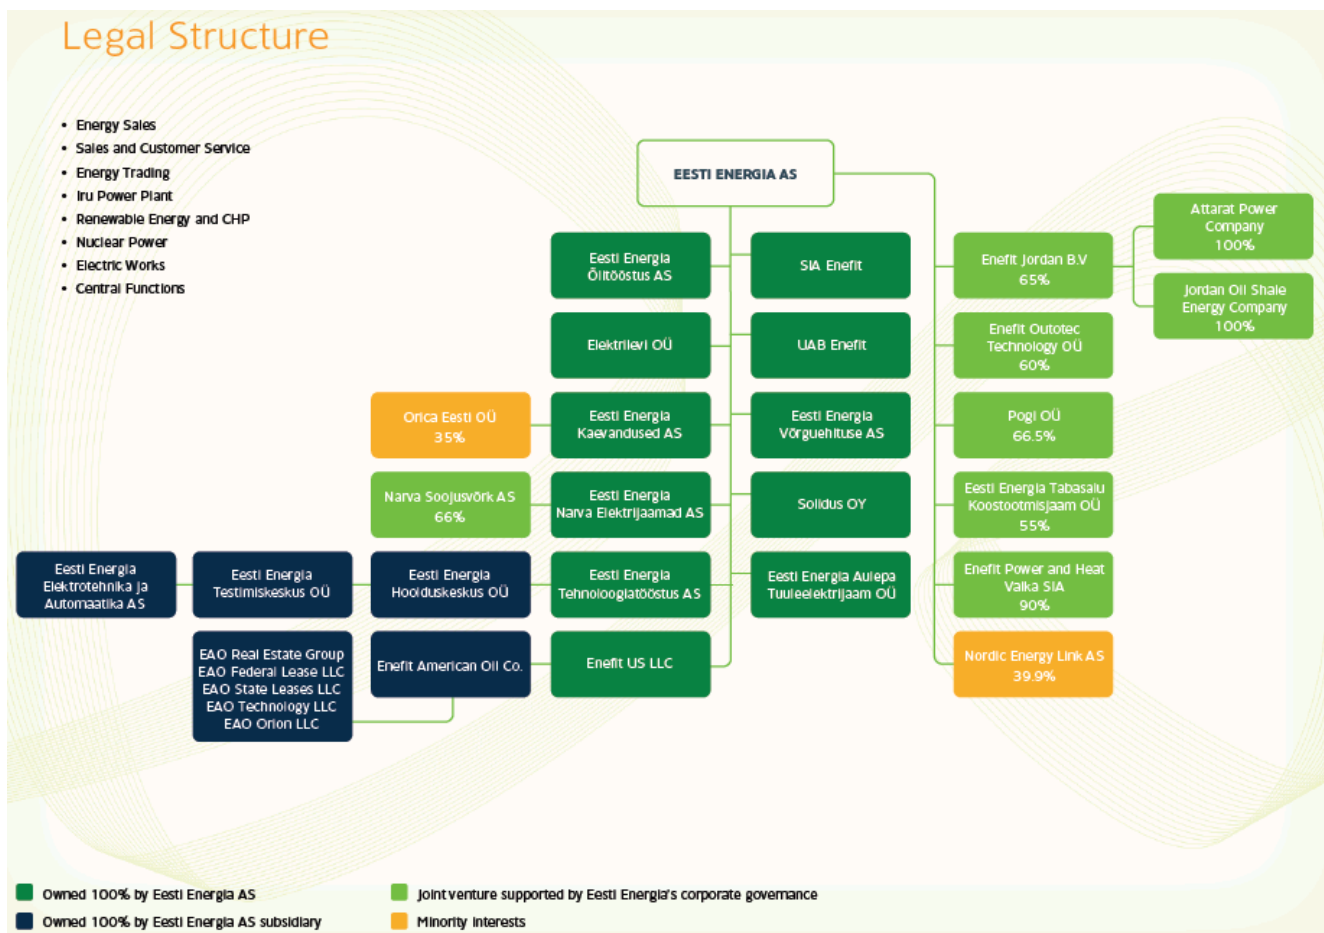 Legal Structure
• Energy Sales
• Sales and Customer Service
• Energy Trading
• Iru Power Plant
• Renewable Energy and CHP
• Nuclear Power
• Electric Works
• Central Functions
EESTI ENERGIA AS
Eesti Energia
Õlitööstus AS
SIA Enefit
Enefit Jordan B.V
65%
Attarat Power
Company
100%
Jordan Oil Shale
Energy Company
100%
Elektrilevi OÜ
UAB Enefit
Enefit Outotec
Technology OÜ
60%
Orica Eesti OÜ
35%
Eesti Energia
Kaevandused AS
Eesti Energia
Võrguehituse AS
Pogi OÜ
66.5%
Narva Soojusvõrk AS
66%
Eesti Energia
Narva Elektrijaamad AS
Solidus OY
Eesti Energia Tabasalu
Koostootmisjaam OÜ
55%
Eesti Energia
Elektrotehnika ja
Automaatika AS
Eesti Energia
Testimiskeskus OÜ
Eesti Energia
Hoolduskeskus OÜ
Eesti Energia
Tehnoloogiatööstus AS
Eesti Energia Aulepa
Tuuleelektrijaam OÜ
Enefit Power and Heat
Valka SIA
90%
EAO Real Estate Group
EAO Federal Lease LLC
EAO State Leases LLC
EAO Technology LLC
EAO Orion LLC
Enefit American Oil Co.
Enefit US LLC
Nordic Energy Link AS
39.9%
Owned 100% by Eesti Energia AS
Owned 100% by Eesti Energia AS subsidiary
Joint venture supported by Eesti Energia's corporate governance
Minority interests